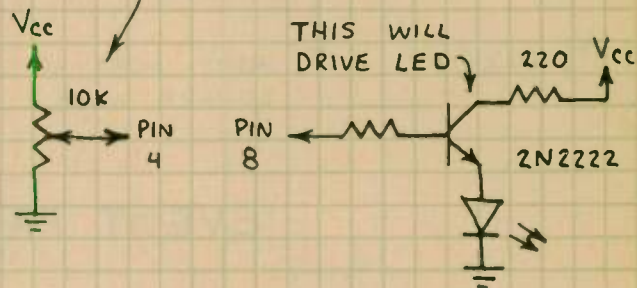 Vcc
10K
PIN
4
THIS WILL
DRIVE LED
PIN
8
220
Vcc
2N2222